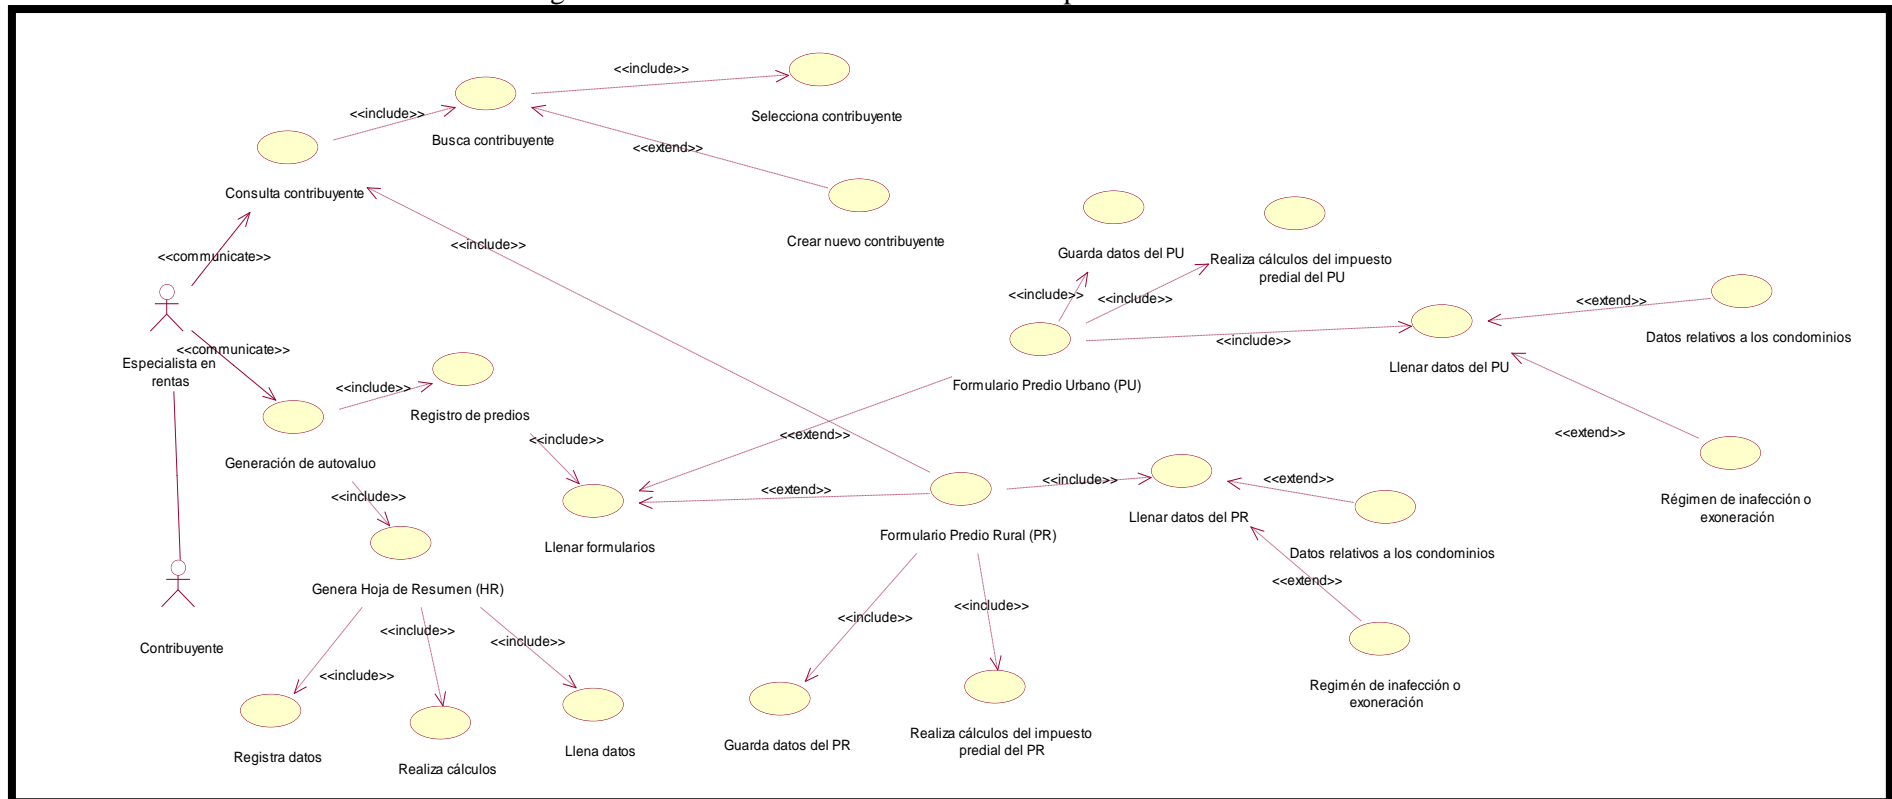 <<include>>
Selecciona contribuyente
<<include>>
Busca contribuyente
<<extend>>
Consulta contribuyente
Crear nuevo contribuyente
<<include>>
<<communicate>>
Guarda datos del PU
Realiza cálculos del impuesto
predial del PU
<<include>>
<<include>>
<<extend>>
<<include>>
Datos relativos a los condominios
<<communicate>>
Especialista en
rentas
Llenar datos del PU
<<include>>
Formulario Predio Urbano (PU)
Registro de predios
<<include>>
<<extend>>
<<extend>>
Generación de autovaluo
<<include>>
<<extend>>
<<include>>
<<extend>>
Régimen de inafección o
exoneración
Llenar datos del PR
Formulario Predio Rural (PR)
Llenar formularios
Datos relativos a los condominios
<<extend>>
Genera Hoja de Resumen (HR)
<<include>>
<<include>>
<<include>>
<<include>>
Contribuyente
<<include>>
Regimén de inafección o
exoneración
Guarda datos del PR
Realiza cálculos del impuesto
predial del PR
Llena datos
Registra datos
Realiza cálculos